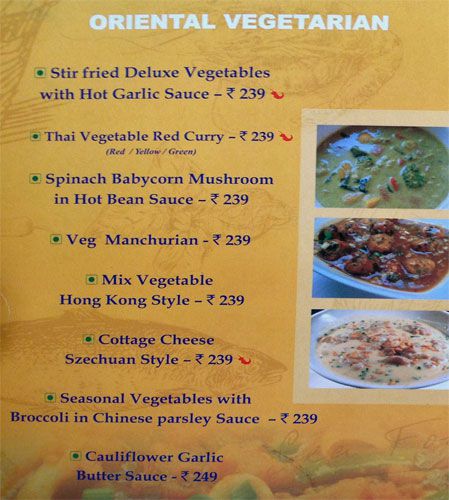 ORIENTAL VEGETARIAN
Stir fried Deluxe Vegetables
with Hot Garlic Sauce – ₹ 239
Thai Vegetable Red Curry – ₹ 239
(Red / Yellow / Green)
Spinach Babycorn Mushroom
in Hot Bean Sauce – ₹ 239
Veg Manchurian - ₹ 239
Mix Vegetable
Hong Kong Style – ₹ 239
Cottage Cheese
Szechuan Style – ₹ 239
Seasonal Vegetables with
Broccoli in Chinese parsley Sauce – ₹ 239
Cauliflower Garlic
Butter Sauce - ₹ 249